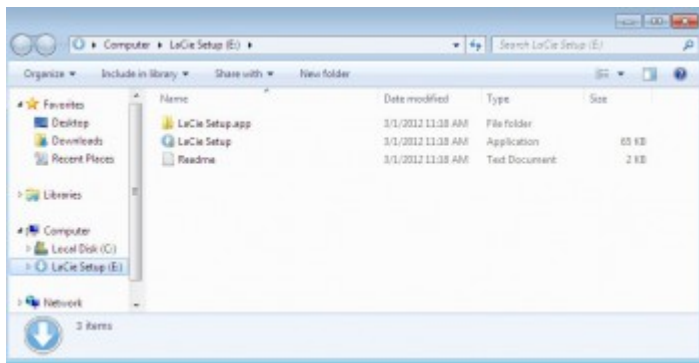 Computer ▸ LaCie Setup (E:) ▸
Search LaCie Setup (E:)
Organize
Include in library
Share with
New folder
Name
Date modified
Type
Size
LaCie Setup.app
3/1/2012 11:38 AM
File folder
LaCie Setup
3/1/2012 11:38 AM
Application
65 KB
Readme
3/1/2012 11:38 AM
Text Document
2 KB
Favorites
Desktop
Downloads
Recent Places
Libraries
Computer
Local Disk (C:)
LaCie Setup (E:)
Network
3 items